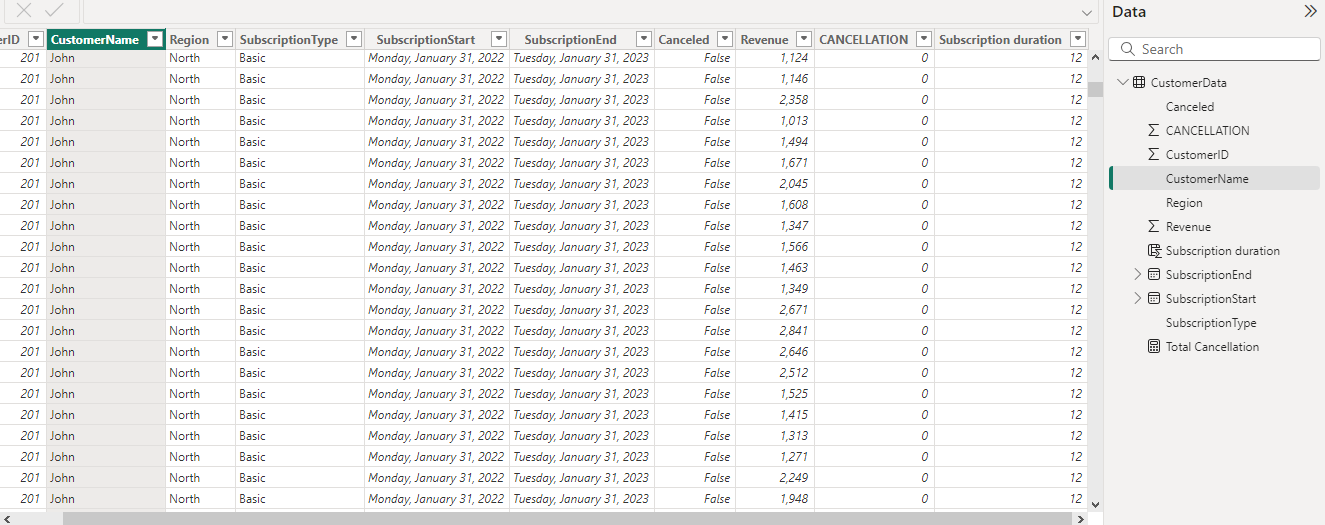 Data
erID CustomerName Region SubscriptionType SubscriptionStart SubscriptionEnd Canceled Revenue CANCELLATION Subscription duration
201 John North Basic Monday, January 31, 2022 Tuesday, January 31, 2023 False 1,124 0 12
201 John North Basic Monday, January 31, 2022 Tuesday, January 31, 2023 False 1,146 0 12
201 John North Basic Monday, January 31, 2022 Tuesday, January 31, 2023 False 2,358 0 12
201 John North Basic Monday, January 31, 2022 Tuesday, January 31, 2023 False 1,013 0 12
201 John North Basic Monday, January 31, 2022 Tuesday, January 31, 2023 False 1,494 0 12
201 John North Basic Monday, January 31, 2022 Tuesday, January 31, 2023 False 1,671 0 12
201 John North Basic Monday, January 31, 2022 Tuesday, January 31, 2023 False 2,045 0 12
201 John North Basic Monday, January 31, 2022 Tuesday, January 31, 2023 False 1,608 0 12
201 John North Basic Monday, January 31, 2022 Tuesday, January 31, 2023 False 1,347 0 12
201 John North Basic Monday, January 31, 2022 Tuesday, January 31, 2023 False 1,566 0 12
201 John North Basic Monday, January 31, 2022 Tuesday, January 31, 2023 False 1,463 0 12
201 John North Basic Monday, January 31, 2022 Tuesday, January 31, 2023 False 1,349 0 12
201 John North Basic Monday, January 31, 2022 Tuesday, January 31, 2023 False 2,671 0 12
201 John North Basic Monday, January 31, 2022 Tuesday, January 31, 2023 False 2,841 0 12
201 John North Basic Monday, January 31, 2022 Tuesday, January 31, 2023 False 2,646 0 12
201 John North Basic Monday, January 31, 2022 Tuesday, January 31, 2023 False 2,512 0 12
201 John North Basic Monday, January 31, 2022 Tuesday, January 31, 2023 False 1,525 0 12
201 John North Basic Monday, January 31, 2022 Tuesday, January 31, 2023 False 1,415 0 12
201 John North Basic Monday, January 31, 2022 Tuesday, January 31, 2023 False 1,313 0 12
201 John North Basic Monday, January 31, 2022 Tuesday, January 31, 2023 False 1,271 0 12
201 John North Basic Monday, January 31, 2022 Tuesday, January 31, 2023 False 2,249 0 12
201 John North Basic Monday, January 31, 2022 Tuesday, January 31, 2023 False 1,948 0 12
Search
CustomerData
Canceled
CANCELLATION
CustomerID
CustomerName
Region
Revenue
Subscription duration
SubscriptionEnd
SubscriptionStart
SubscriptionType
Total Cancellation